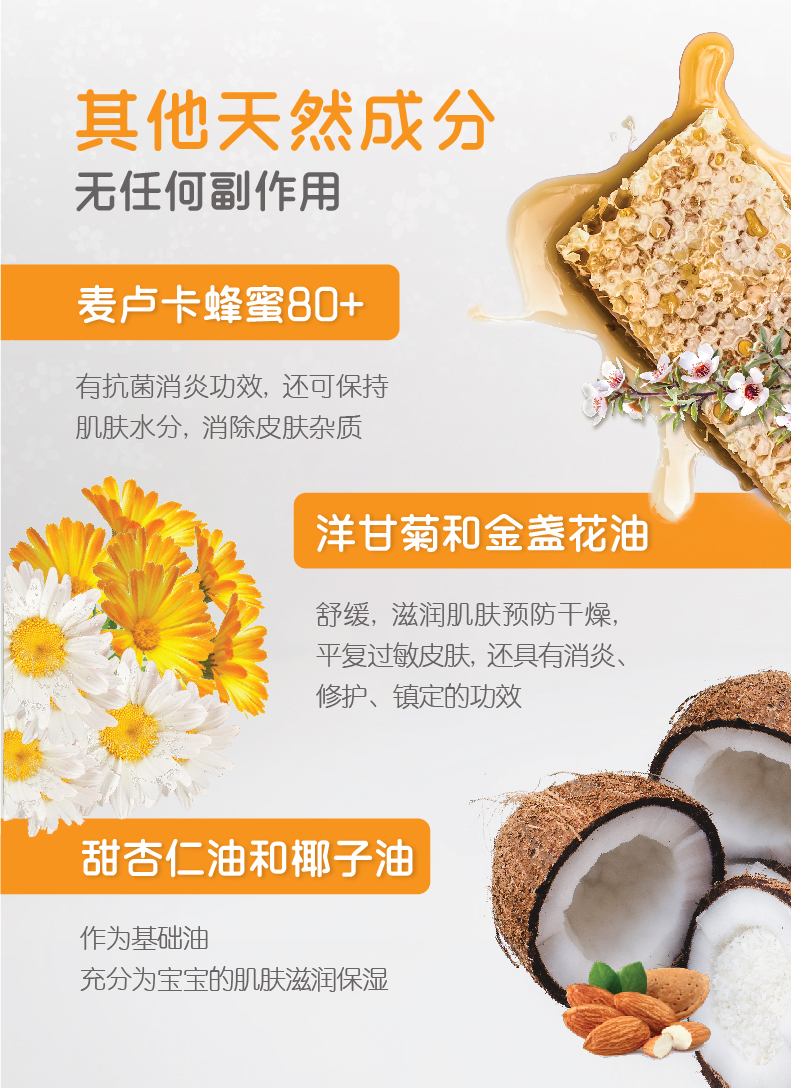 其他天然成分
无任何副作用
麦卢卡蜂蜜80+
有抗菌消炎功效, 还可保持
肌肤水分, 消除皮肤杂质
洋甘菊和金盏花油
舒缓, 滋润肌肤预防干燥,
平复过敏皮肤, 还具有消炎、
修护、镇定的功效
甜杏仁油和椰子油
作为基础油
充分为宝宝的肌肤滋润保湿